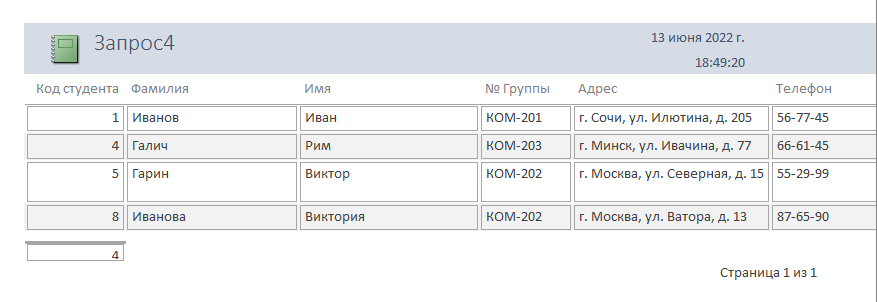 Запрос4
13 июня 2022 г.
18:49:20
Код студента Фамилия Имя № Группы Адрес Телефон
1 Иванов Иван КОМ-201 г. Сочи, ул. Илютина, д. 205 56-77-45
4 Галич Рим КОМ-203 г. Минск, ул. Ивачина, д. 77 66-61-45
5 Гарин Виктор КОМ-202 г. Москва, ул. Северная, д. 15 55-29-99
8 Иванова Виктория КОМ-202 г. Москва, ул. Ватора, д. 13 87-65-90
4
Страница 1 из 1